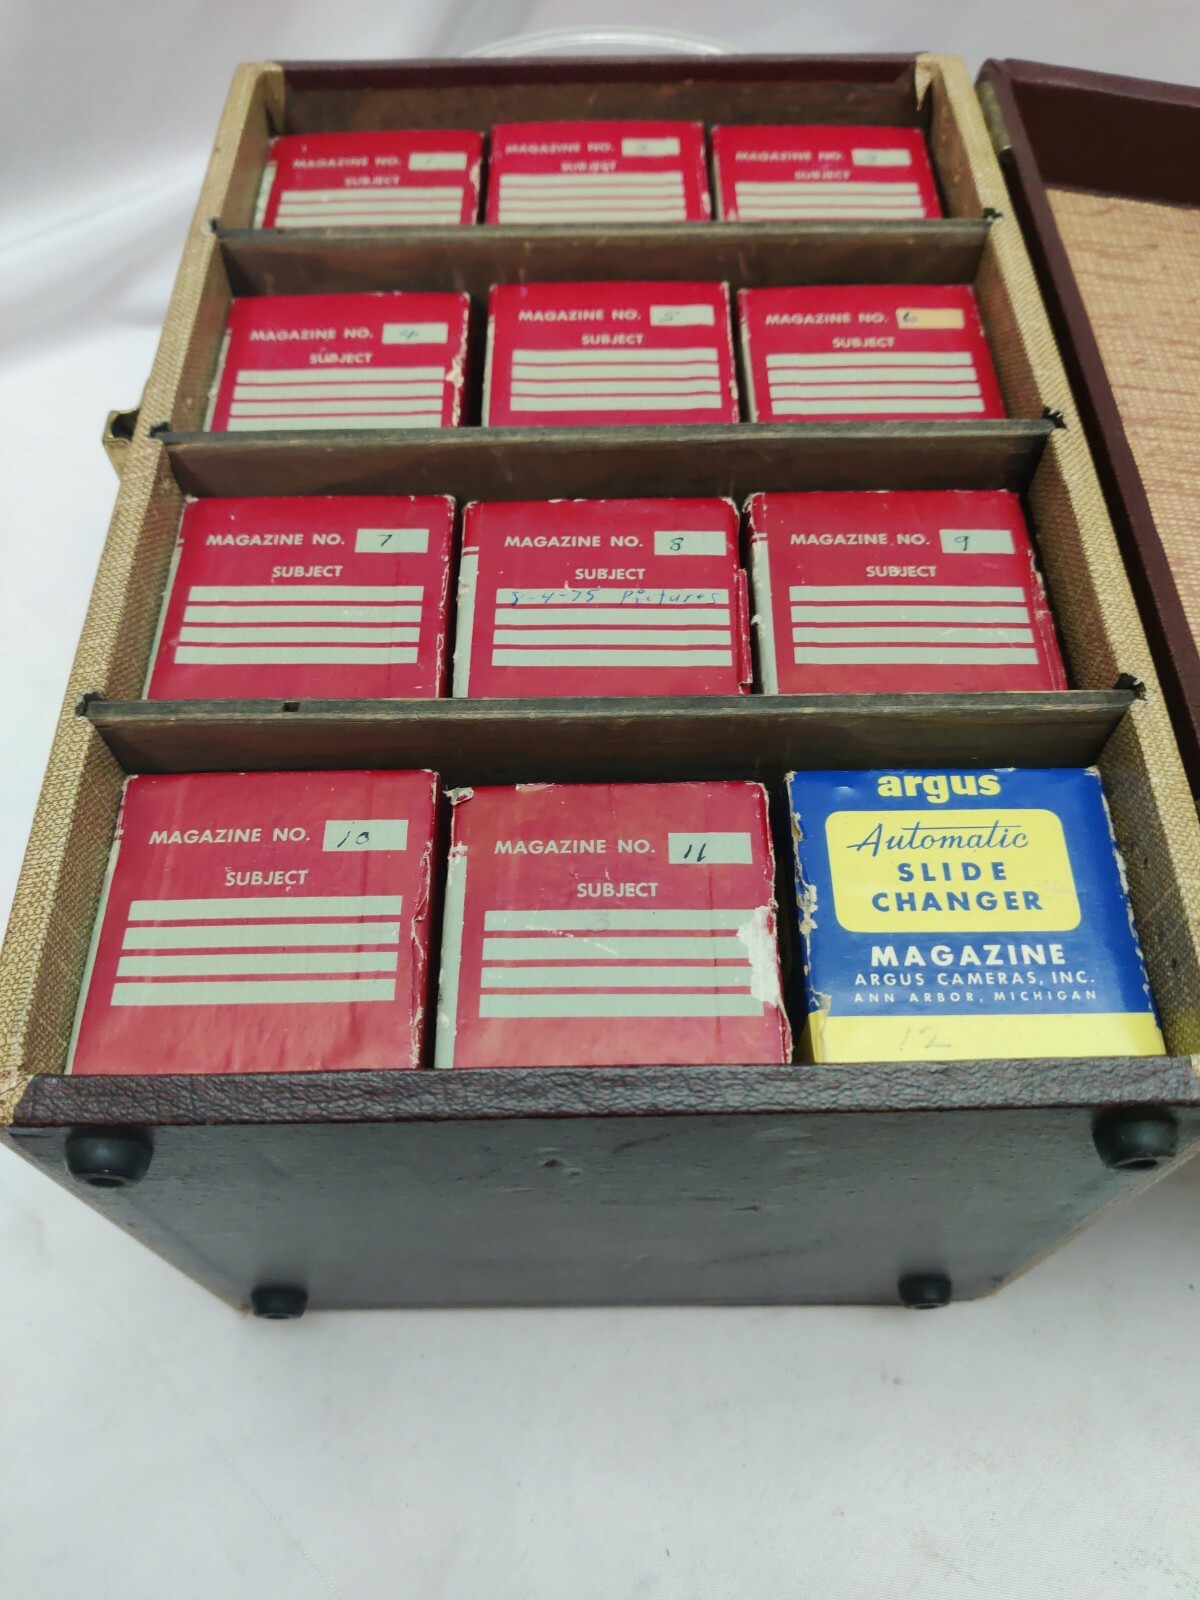 MAGAZINE NO. 1
SUBJECT
MAGAZINE NO. 2
SUBJECT
MAGAZINE NO. 3
SUBJECT
MAGAZINE NO. 4
SUBJECT
MAGAZINE NO. 5
SUBJECT
MAGAZINE NO. 6
SUBJECT
MAGAZINE NO. 7
SUBJECT
MAGAZINE NO. 8
SUBJECT
8-4-75 Pictures
MAGAZINE NO. 9
SUBJECT
MAGAZINE NO. 10
SUBJECT
MAGAZINE NO. 11
SUBJECT
3
argus
Automatic
SLIDE
CHANGER
MAGAZINE
ARGUS CAMERAS, INC.
ANN ARBOR, MICHIGAN
12